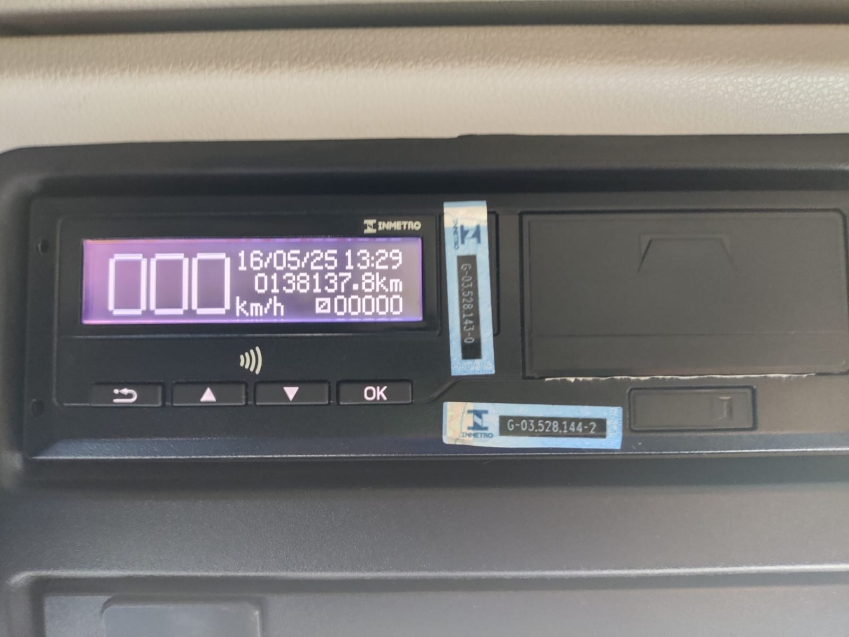 INMETRO
000
16/05/25 13:29
0138137.8km
km/h 00000
OK
INMETRO
G-03.528.143-0
INMETRO
G-03.528.144-2